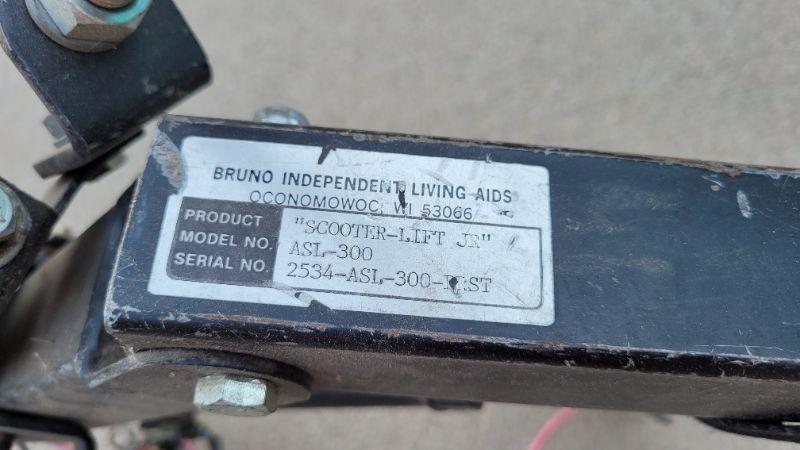 BRUNO INDEPENDENT LIVING AIDS
OCONOMOWOC, WI 53066
PRODUCT "SCOOTER-LIFT JR"
MODEL NO. ASL-300
SERIAL NO.